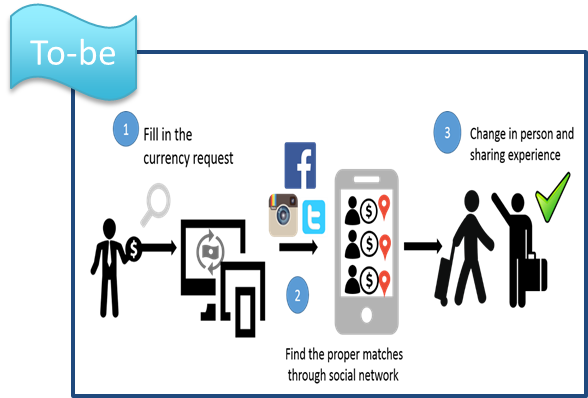 To-be
1
Fill in the
currency request
f
3
Change in person and
sharing experience
$
$
$
$
2
Find the proper matches
through social network